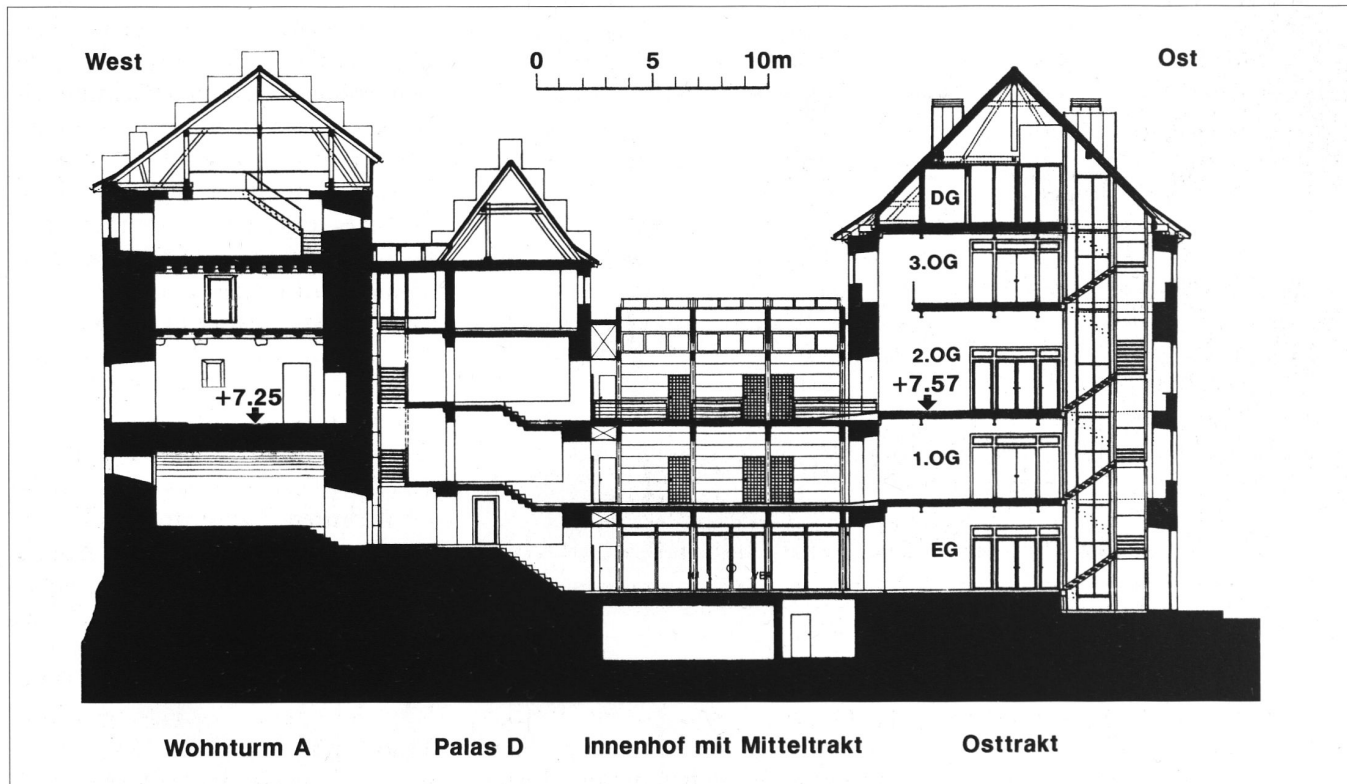 West
0 5 10m
Ost
DG
3.OG
2.OG
+7.57
+7.25
1.OG
EG
Wohnturm A
Palas D
Innenhof mit Mitteltrakt
Osttrakt